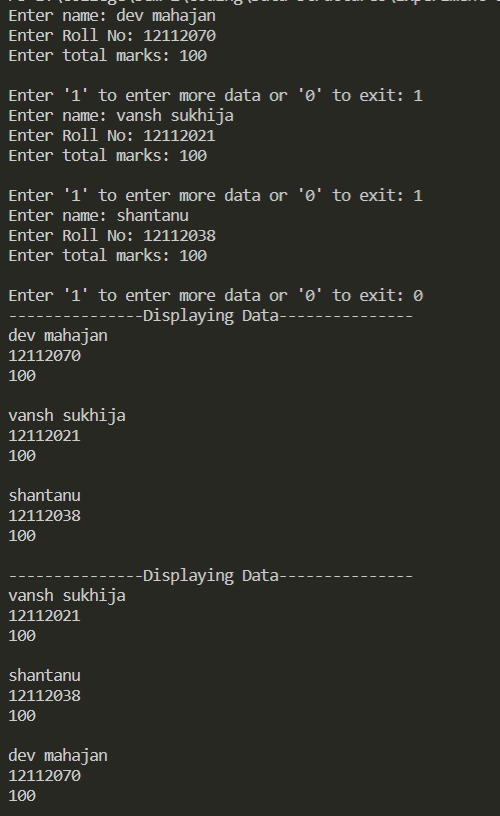 Enter name: dev mahajan
Enter Roll No: 12112070
Enter total marks: 100
Enter '1' to enter more data or '0' to exit: 1
Enter name: vansh sukhija
Enter Roll No: 12112021
Enter total marks: 100
Enter '1' to enter more data or '0' to exit: 1
Enter name: shantanu
Enter Roll No: 12112038
Enter total marks: 100
Enter '1' to enter more data or '0' to exit: 0
---------------Displaying Data---------------
dev mahajan
12112070
100
vansh sukhija
12112021
100
shantanu
12112038
100
---------------Displaying Data---------------
vansh sukhija
12112021
100
shantanu
12112038
100
dev mahajan
12112070
100